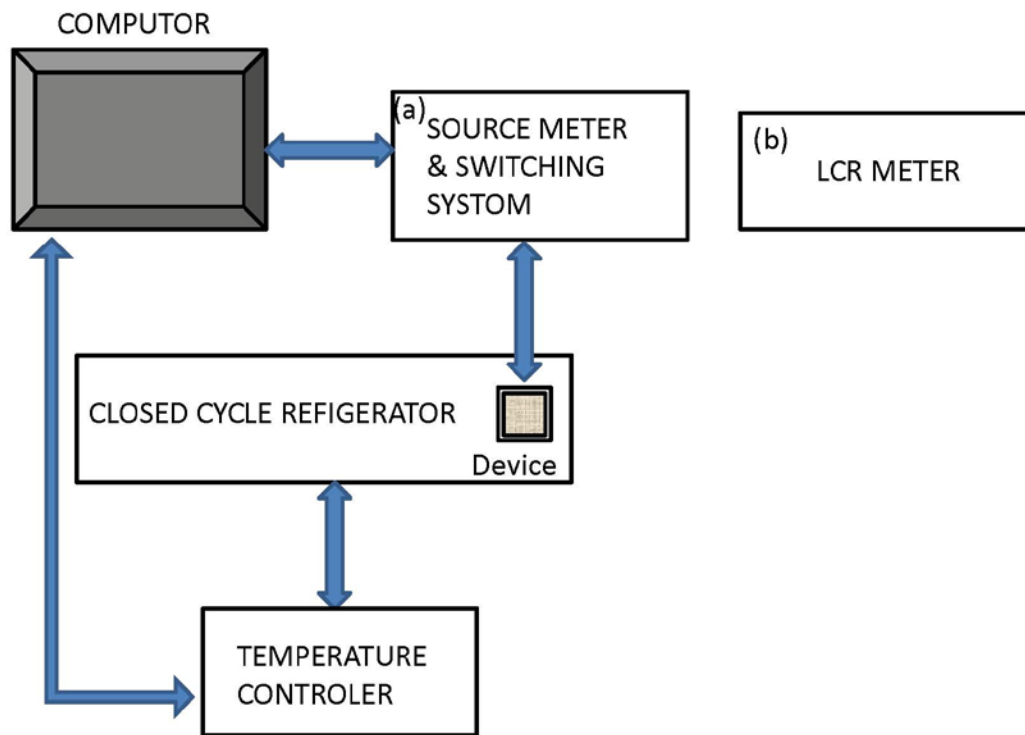 COMPUTOR
(a)
SOURCE METER
& SWITCHING
SYSTOM
(b)
LCR METER
CLOSED CYCLE REFIGERATOR
Device
TEMPERATURE
CONTROLER